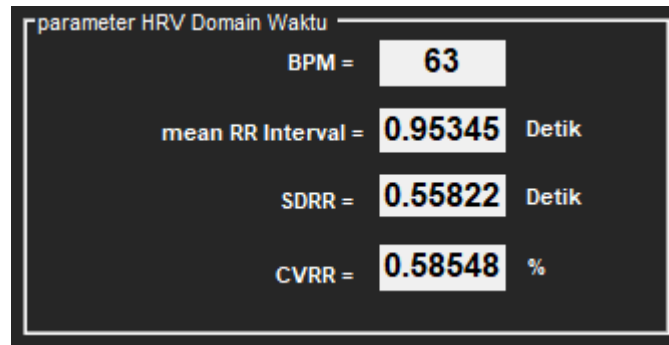 parameter HRV Domain Waktu
BPM = 63
mean RR Interval = 0.95345 Detik
SDRR = 0.55822 Detik
CVRR = 0.58548 %